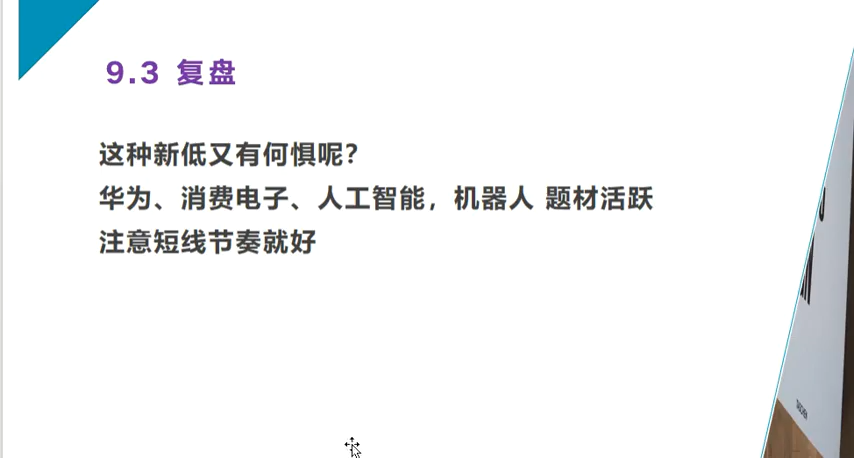 9.3 复盘
这种新低又有何惧呢？
华为、消费电子、人工智能，机器人 题材活跃
注意短线节奏就好